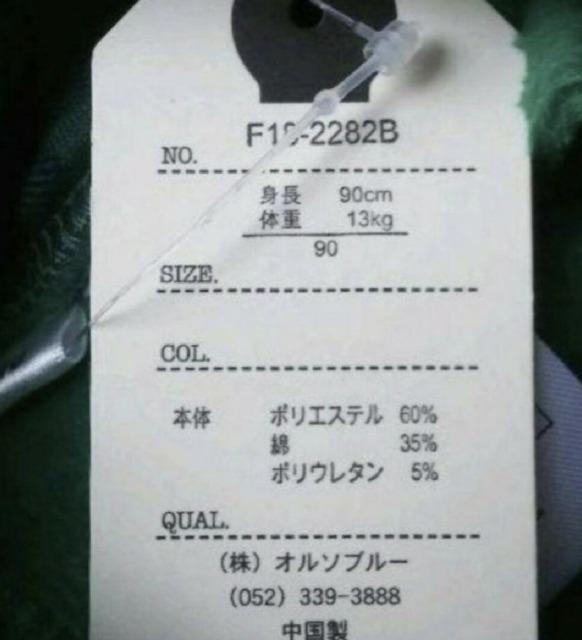 NO. F18-2282B
身長 90cm
体重 13kg
90
SIZE.
COL.
本体 ポリエステル 60%
綿 35%
ポリウレタン 5%
QUAL.
(株) オルソブルー
(052) 339-3888
中国製